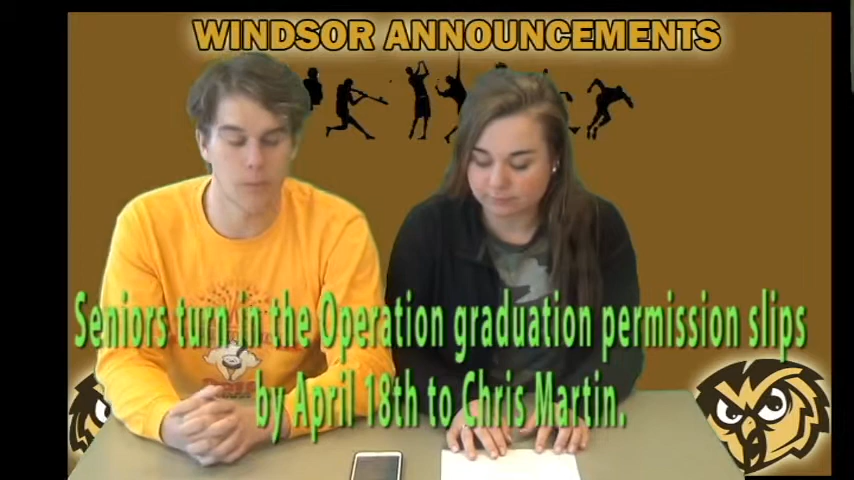 WINDSOR ANNOUNCEMENTS
Seniors turn in the Operation graduation permission slips
by April 18th to Chris Martin.